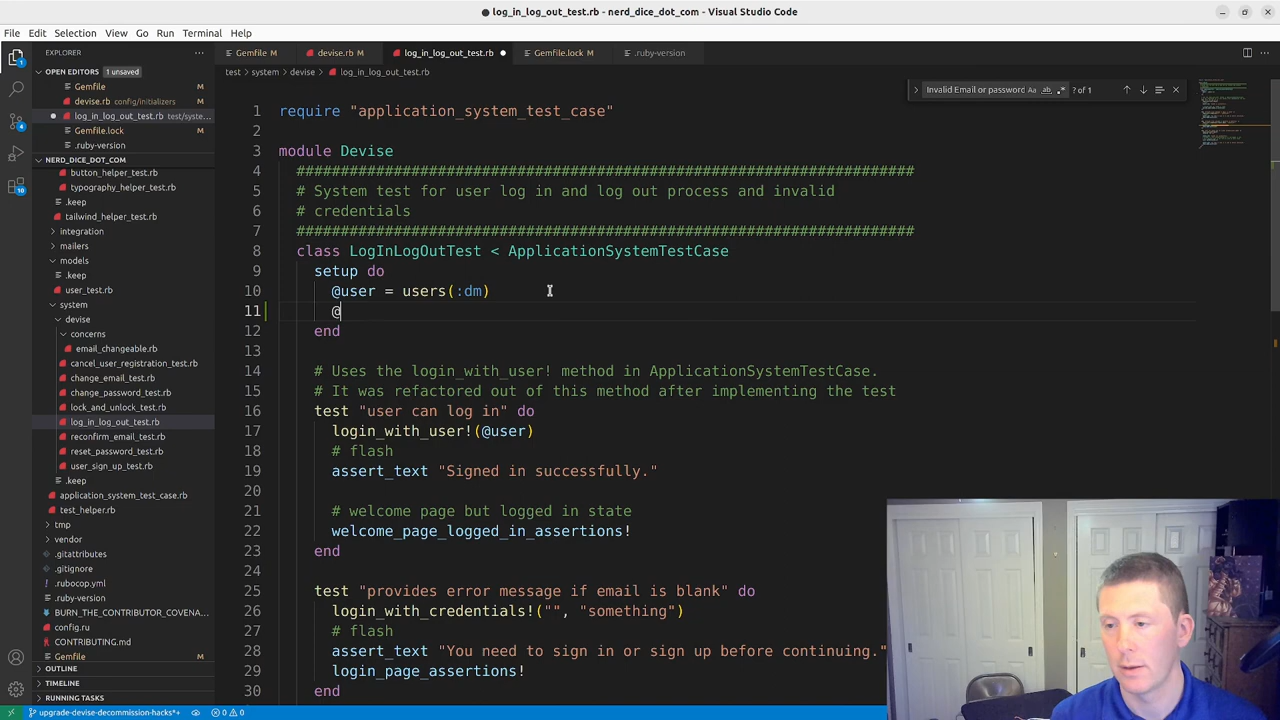 log_in_log_out_test.rb - nerd_dice_dot_com - Visual Studio Code
File Edit Selection View Go Run Terminal Help
EXPLORER
Gemfile M
devise.rb M
log_in_log_out_test.rb
Gemfile.lock M
.ruby-version
OPEN EDITORS 1 unsaved
Gemfile M
devise.rb config/initializers M
log_in_log_out_test.rb test/syste...
Gemfile.lock M
.ruby-version
test > system > devise > log_in_log_out_test.rb
Invalid Email or password Aa ab .* ? of 1
NERD_DICE_DOT_COM
button_helper_test.rb
typography_helper_test.rb
.keep
tailwind_helper_test.rb
integration
mailers
models
.keep
user_test.rb
system
devise
concerns
email_changeable.rb
cancel_user_registration_test.rb
change_email_test.rb
change_password_test.rb
lock_and_unlock_test.rb
log_in_log_out_test.rb
reconfirm_email_test.rb
reset_password_test.rb
user_sign_up_test.rb
.keep
application_system_test_case.rb
test_helper.rb
tmp
vendor
.gitattributes
.gitignore
.rubocop.yml
.ruby-version
BURN_THE_CONTRIBUTOR_COVENA...
config.ru
CONTRIBUTING.md
Gemfile M
OUTLINE
TIMELINE
RUNNING TASKS
1 require "application_system_test_case"
2
3 module Devise
4 ######################################################################
5 # System test for user log in and log out process and invalid
6 # credentials
7 ######################################################################
8 class LogInLogOutTest < ApplicationSystemTestCase
9 setup do
10 @user = users(:dm)
11 @
12 end
13
14 # Uses the login_with_user! method in ApplicationSystemTestCase.
15 # It was refactored out of this method after implementing the test
16 test "user can log in" do
17 login_with_user!(@user)
18 # flash
19 assert_text "Signed in successfully."
20
21 # welcome page but logged in state
22 welcome_page_logged_in_assertions!
23 end
24
25 test "provides error message if email is blank" do
26 login_with_credentials!("", "something")
27 # flash
28 assert_text "You need to sign in or sign up before continuing."
29 login_page_assertions!
30 end
upgrade-devise-decommission-hacks*+ 0 0